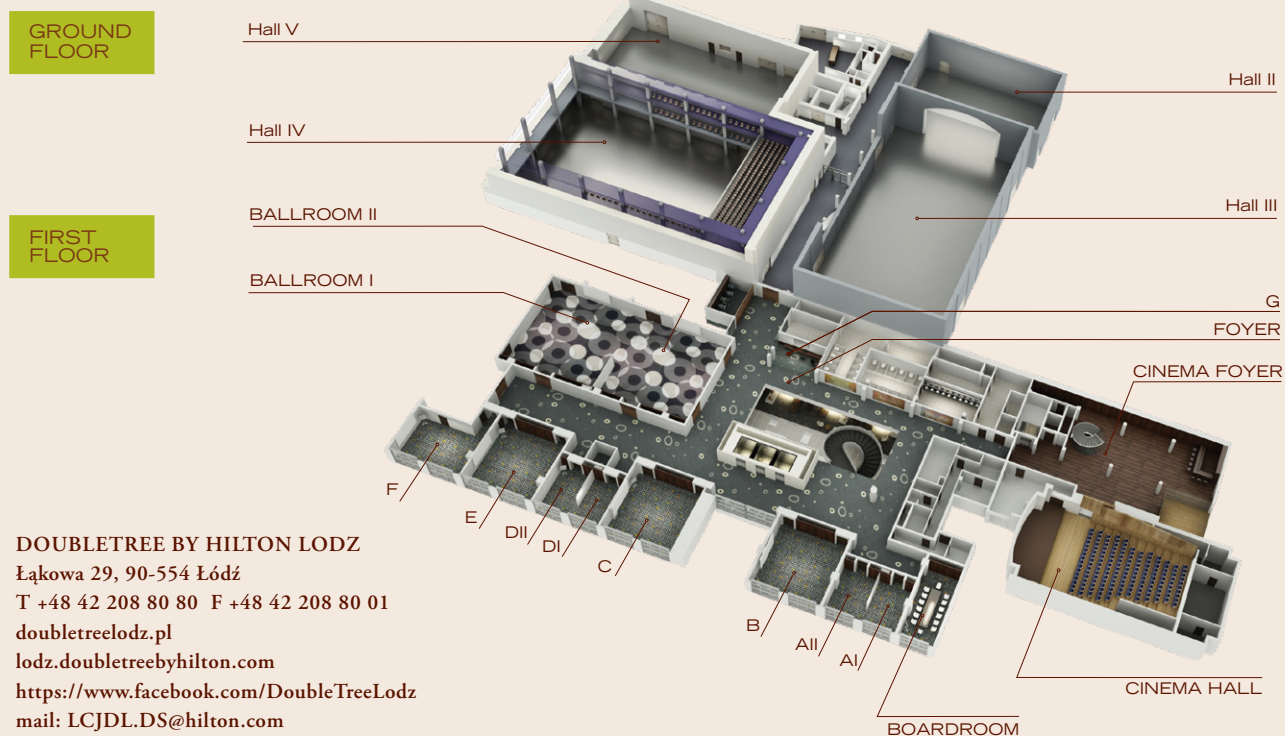 GROUND
FLOOR
Hall V
Hall II
Hall IV
Hall III
FIRST
FLOOR
BALLROOM II
BALLROOM I
G
FOYER
CINEMA FOYER
F
E
DII
DI
C
B
AII
AI
CINEMA HALL
BOARDROOM
DOUBLETREE BY HILTON LODZ
Łąkowa 29, 90-554 Łódź
T +48 42 208 80 80 F +48 42 208 80 01
doubletreelodz.pl
lodz.doubletreebyhilton.com
https://www.facebook.com/DoubleTreeLodz
mail: LCJDL.DS@hilton.com